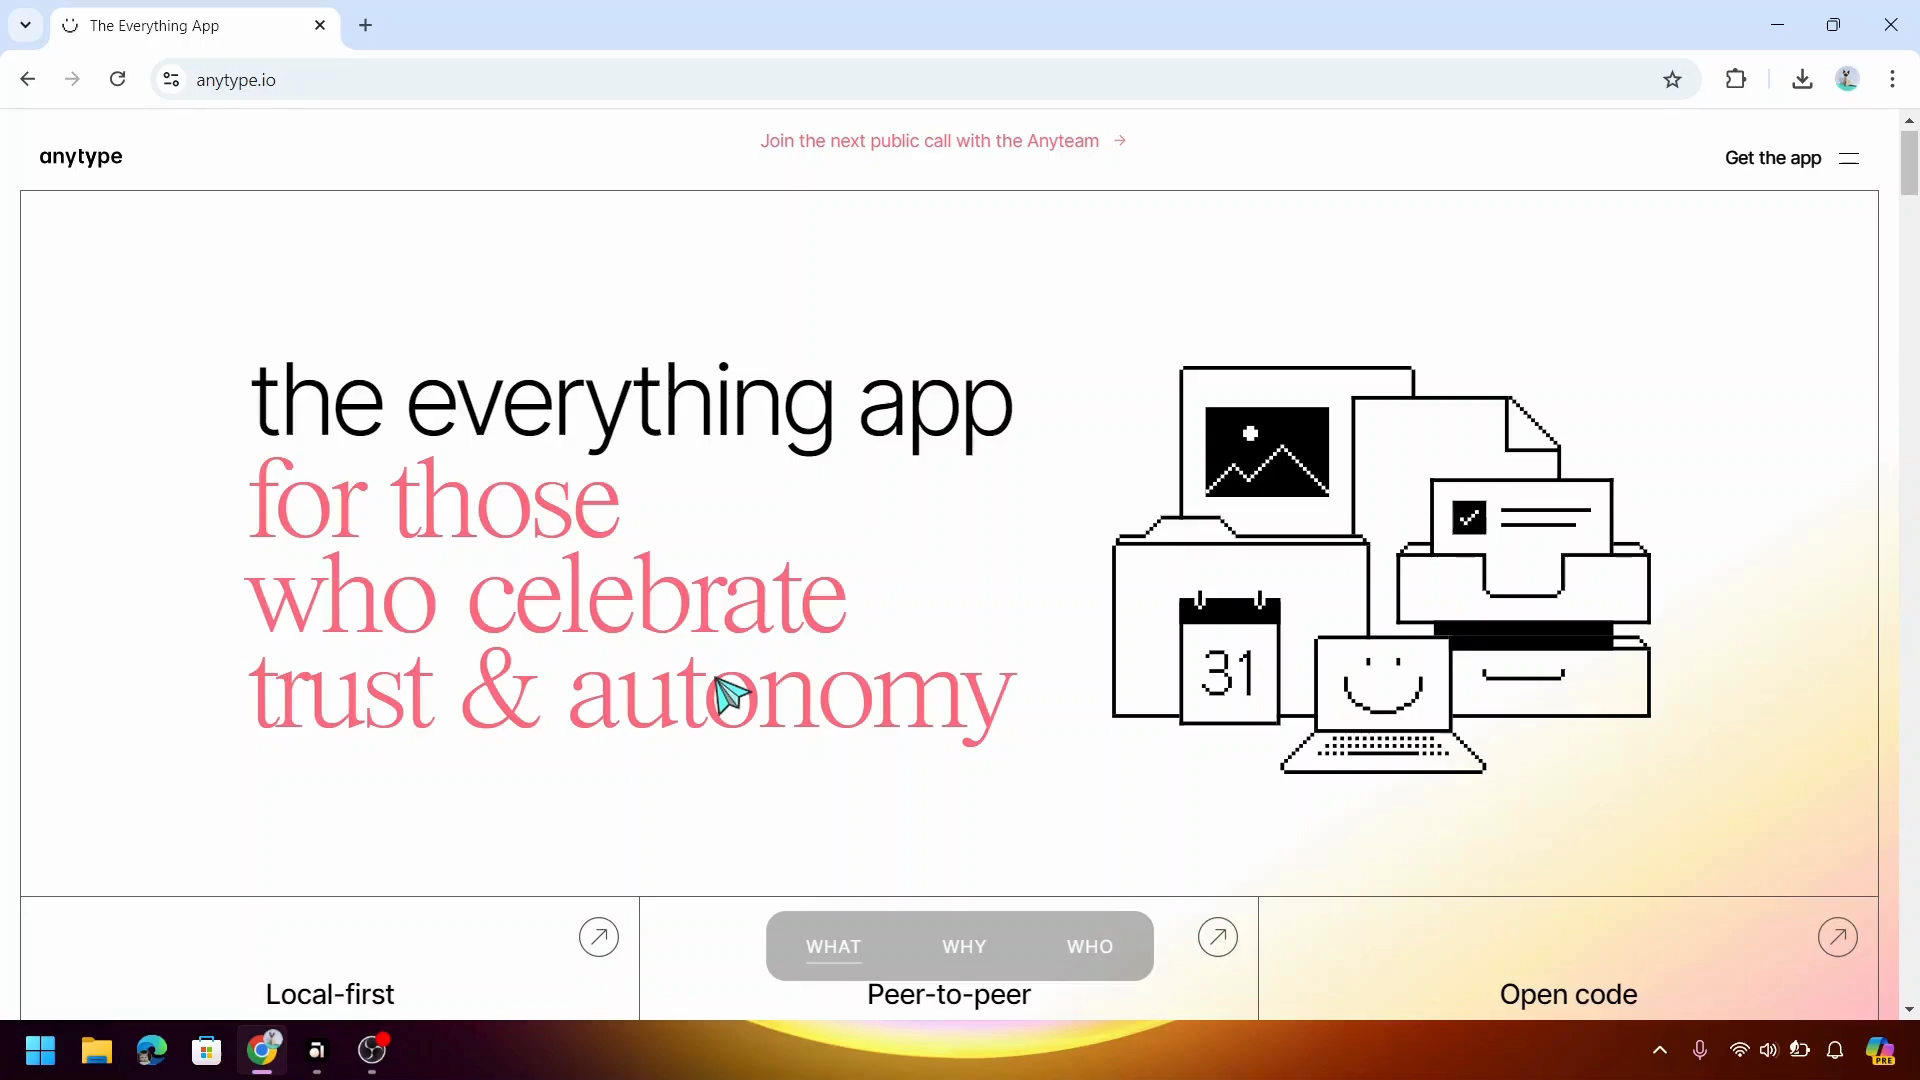 The Everything App
anytype.io
Join the next public call with the Anyteam →
anytype
Get the app
the everything app
for those
who celebrate
trust & autonomy
31
WHAT WHY WHO
Local-first
Peer-to-peer
Open code
PRE